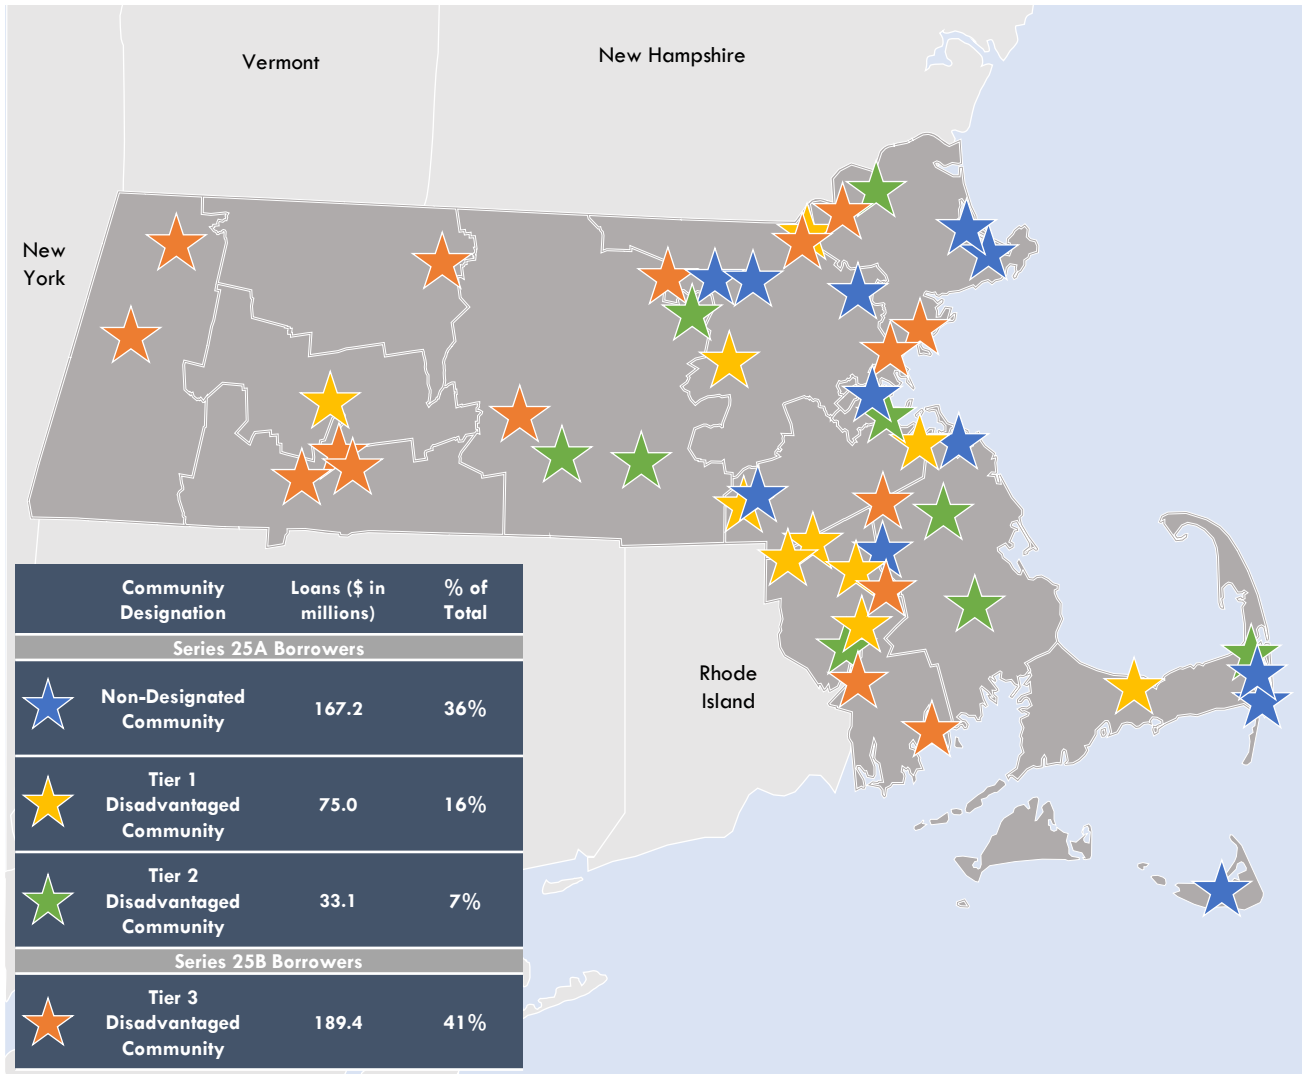 Vermont
New Hampshire
New
York
Rhode
Island
Community
Designation
Loans ($ in
millions)
% of
Total
Series 25A Borrowers
Non-Designated
Community
167.2
36%
Tier 1
Disadvantaged
Community
75.0
16%
Tier 2
Disadvantaged
Community
33.1
7%
Series 25B Borrowers
Tier 3
Disadvantaged
Community
189.4
41%